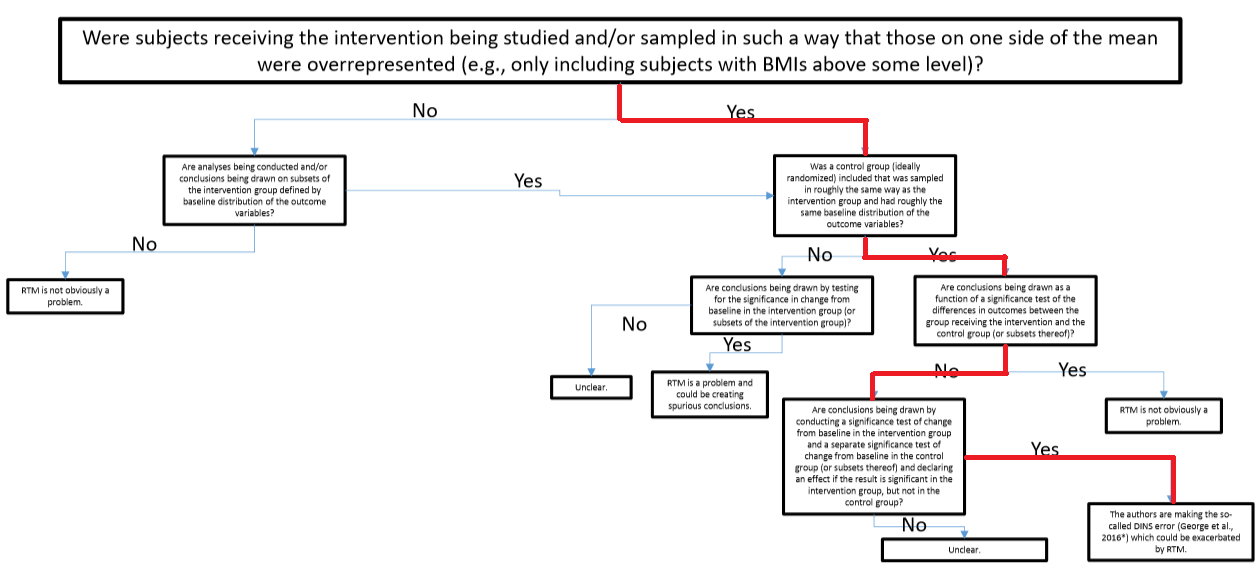 Were subjects receiving the intervention being studied and/or sampled in such a way that those on one side of the mean
were overrepresented (e.g., only including subjects with BMIs above some level)?
No
Yes
Are analyses being conducted and/or
conclusions being drawn on subsets of
the intervention group defined by
baseline distribution of the outcome
variables?
Yes
Was a control group (ideally
randomized) included that was sampled
in roughly the same way as the
intervention group and had roughly the
same baseline distribution of the
outcome variables?
No
RTM is not obviously a
problem.
No
Yes
Are conclusions being drawn by testing
for the significance in change from
baseline in the intervention group (or
subsets of the intervention group)?
Are conclusions being drawn as a
function of a significance test of the
differences in outcomes between the
group receiving the intervention and the
control group (or subsets thereof)?
No
Yes
Unclear.
RTM is a problem and
could be creating
spurious conclusions.
No
Yes
RTM is not obviously a
problem.
Are conclusions being drawn by
conducting a significance test of change
from baseline in the intervention group
and a separate significance test of
change from baseline in the control
group (or subsets thereof) and declaring
an effect if the result is significant in the
intervention group, but not in the
control group?
Yes
No
Unclear.
The authors are making the so-
called DINS error (George et al.,
2016*) which could be exacerbated
by RTM.